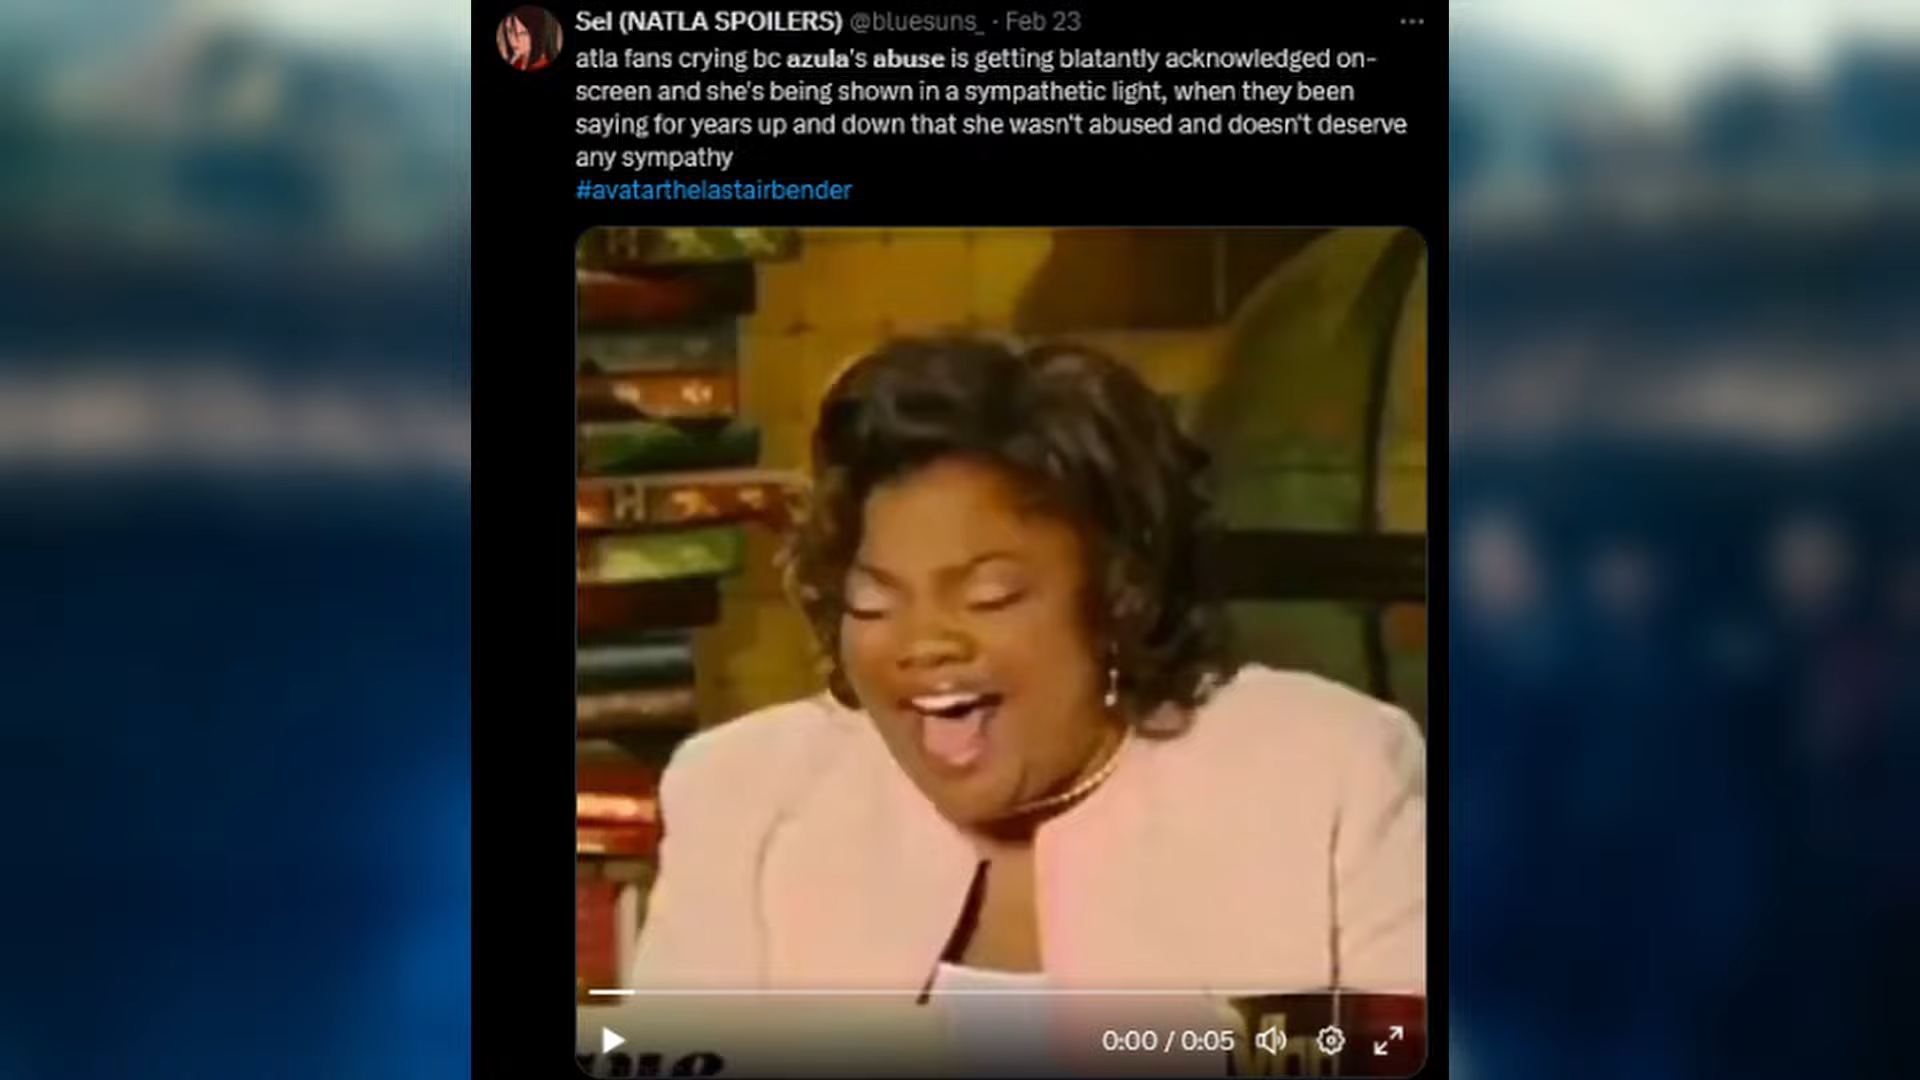 Sel (NATLA SPOILERS) @bluesuns_ · Feb 23
atla fans crying bc azula's abuse is getting blatantly acknowledged on-
screen and she's being shown in a sympathetic light, when they been
saying for years up and down that she wasn't abused and doesn't deserve
any sympathy
#avatarthelastairbender
0:00 / 0:05